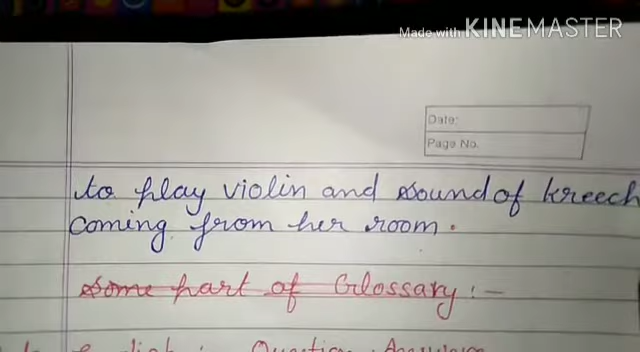 Made with KINEMASTER
Date:
Page No.
to play violin and sound of kreech
coming from her room.
some part of Glossary :-